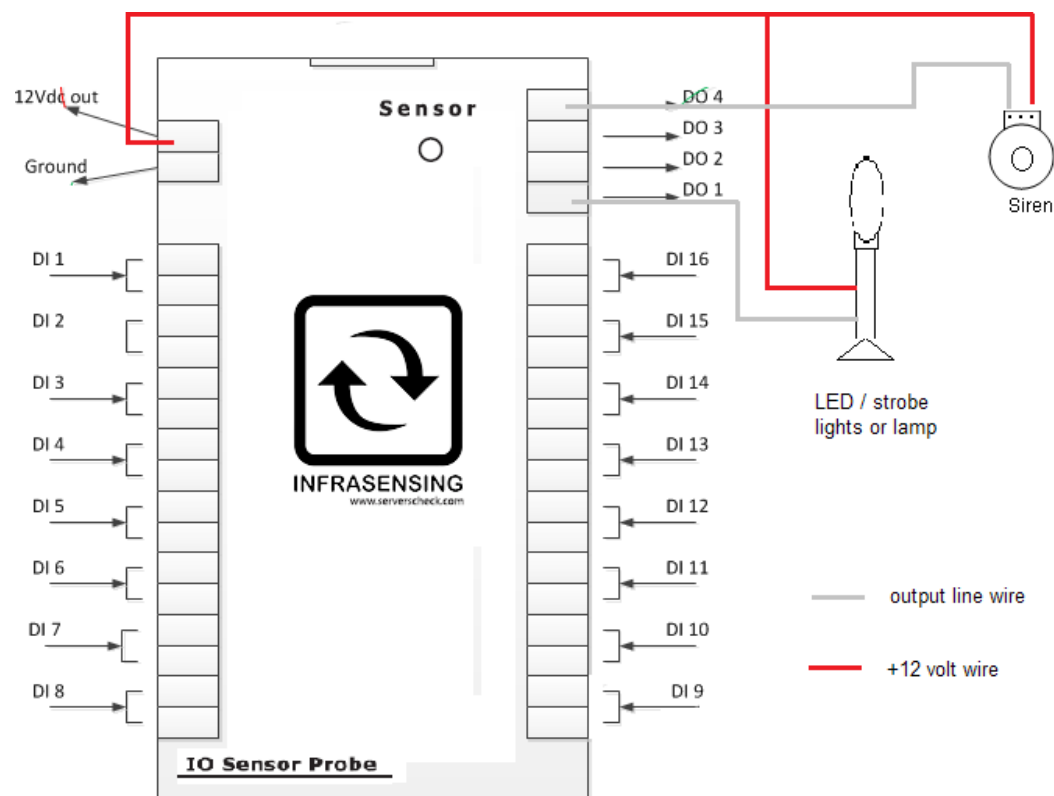 12Vdc out
Ground
Sensor
DO 4
DO 3
DO 2
DO 1
Siren
DI 1
DI 2
DI 3
DI 4
DI 5
DI 6
DI 7
DI 8
DI 16
DI 15
DI 14
DI 13
DI 12
DI 11
DI 10
DI 9
INFRASENSING
www.serverscheck.com
LED / strobe
lights or lamp
output line wire
+12 volt wire
IO Sensor Probe